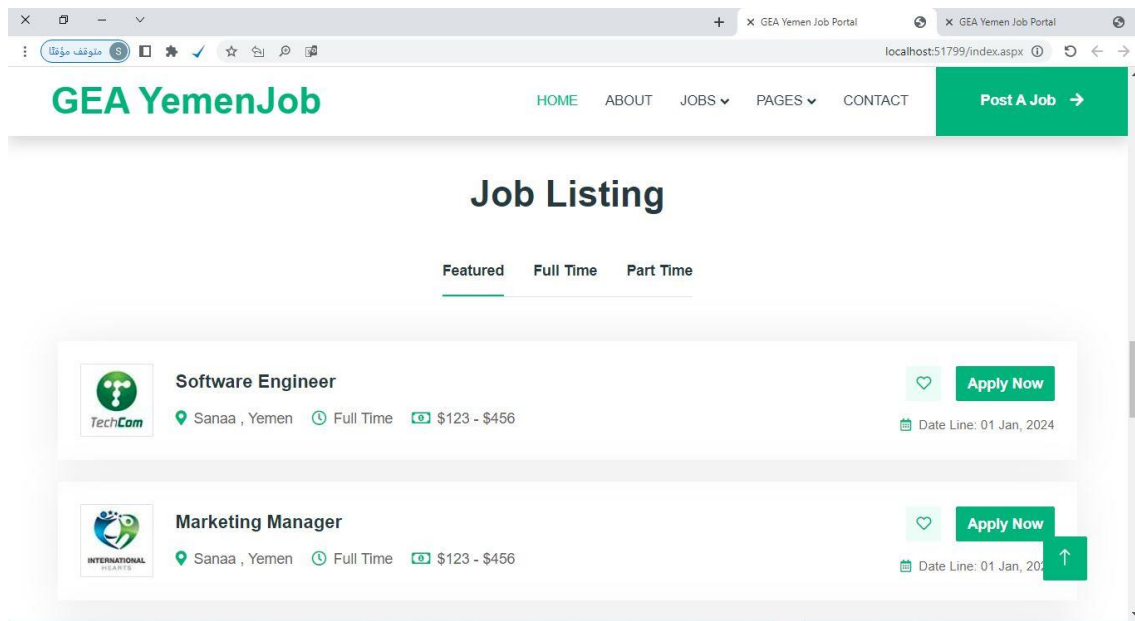 GEA Yemen Job Portal
GEA Yemen Job Portal
متوقف مؤقتًا
S
localhost:51799/index.aspx
GEA YemenJob
HOME ABOUT JOBS PAGES CONTACT Post A Job →
Job Listing
Featured Full Time Part Time
TechCom
Software Engineer
Sanaa , Yemen Full Time $123 - $456
Apply Now
Date Line: 01 Jan, 2024
INTERNATIONAL
HEARTS
Marketing Manager
Sanaa , Yemen Full Time $123 - $456
Apply Now
Date Line: 01 Jan,